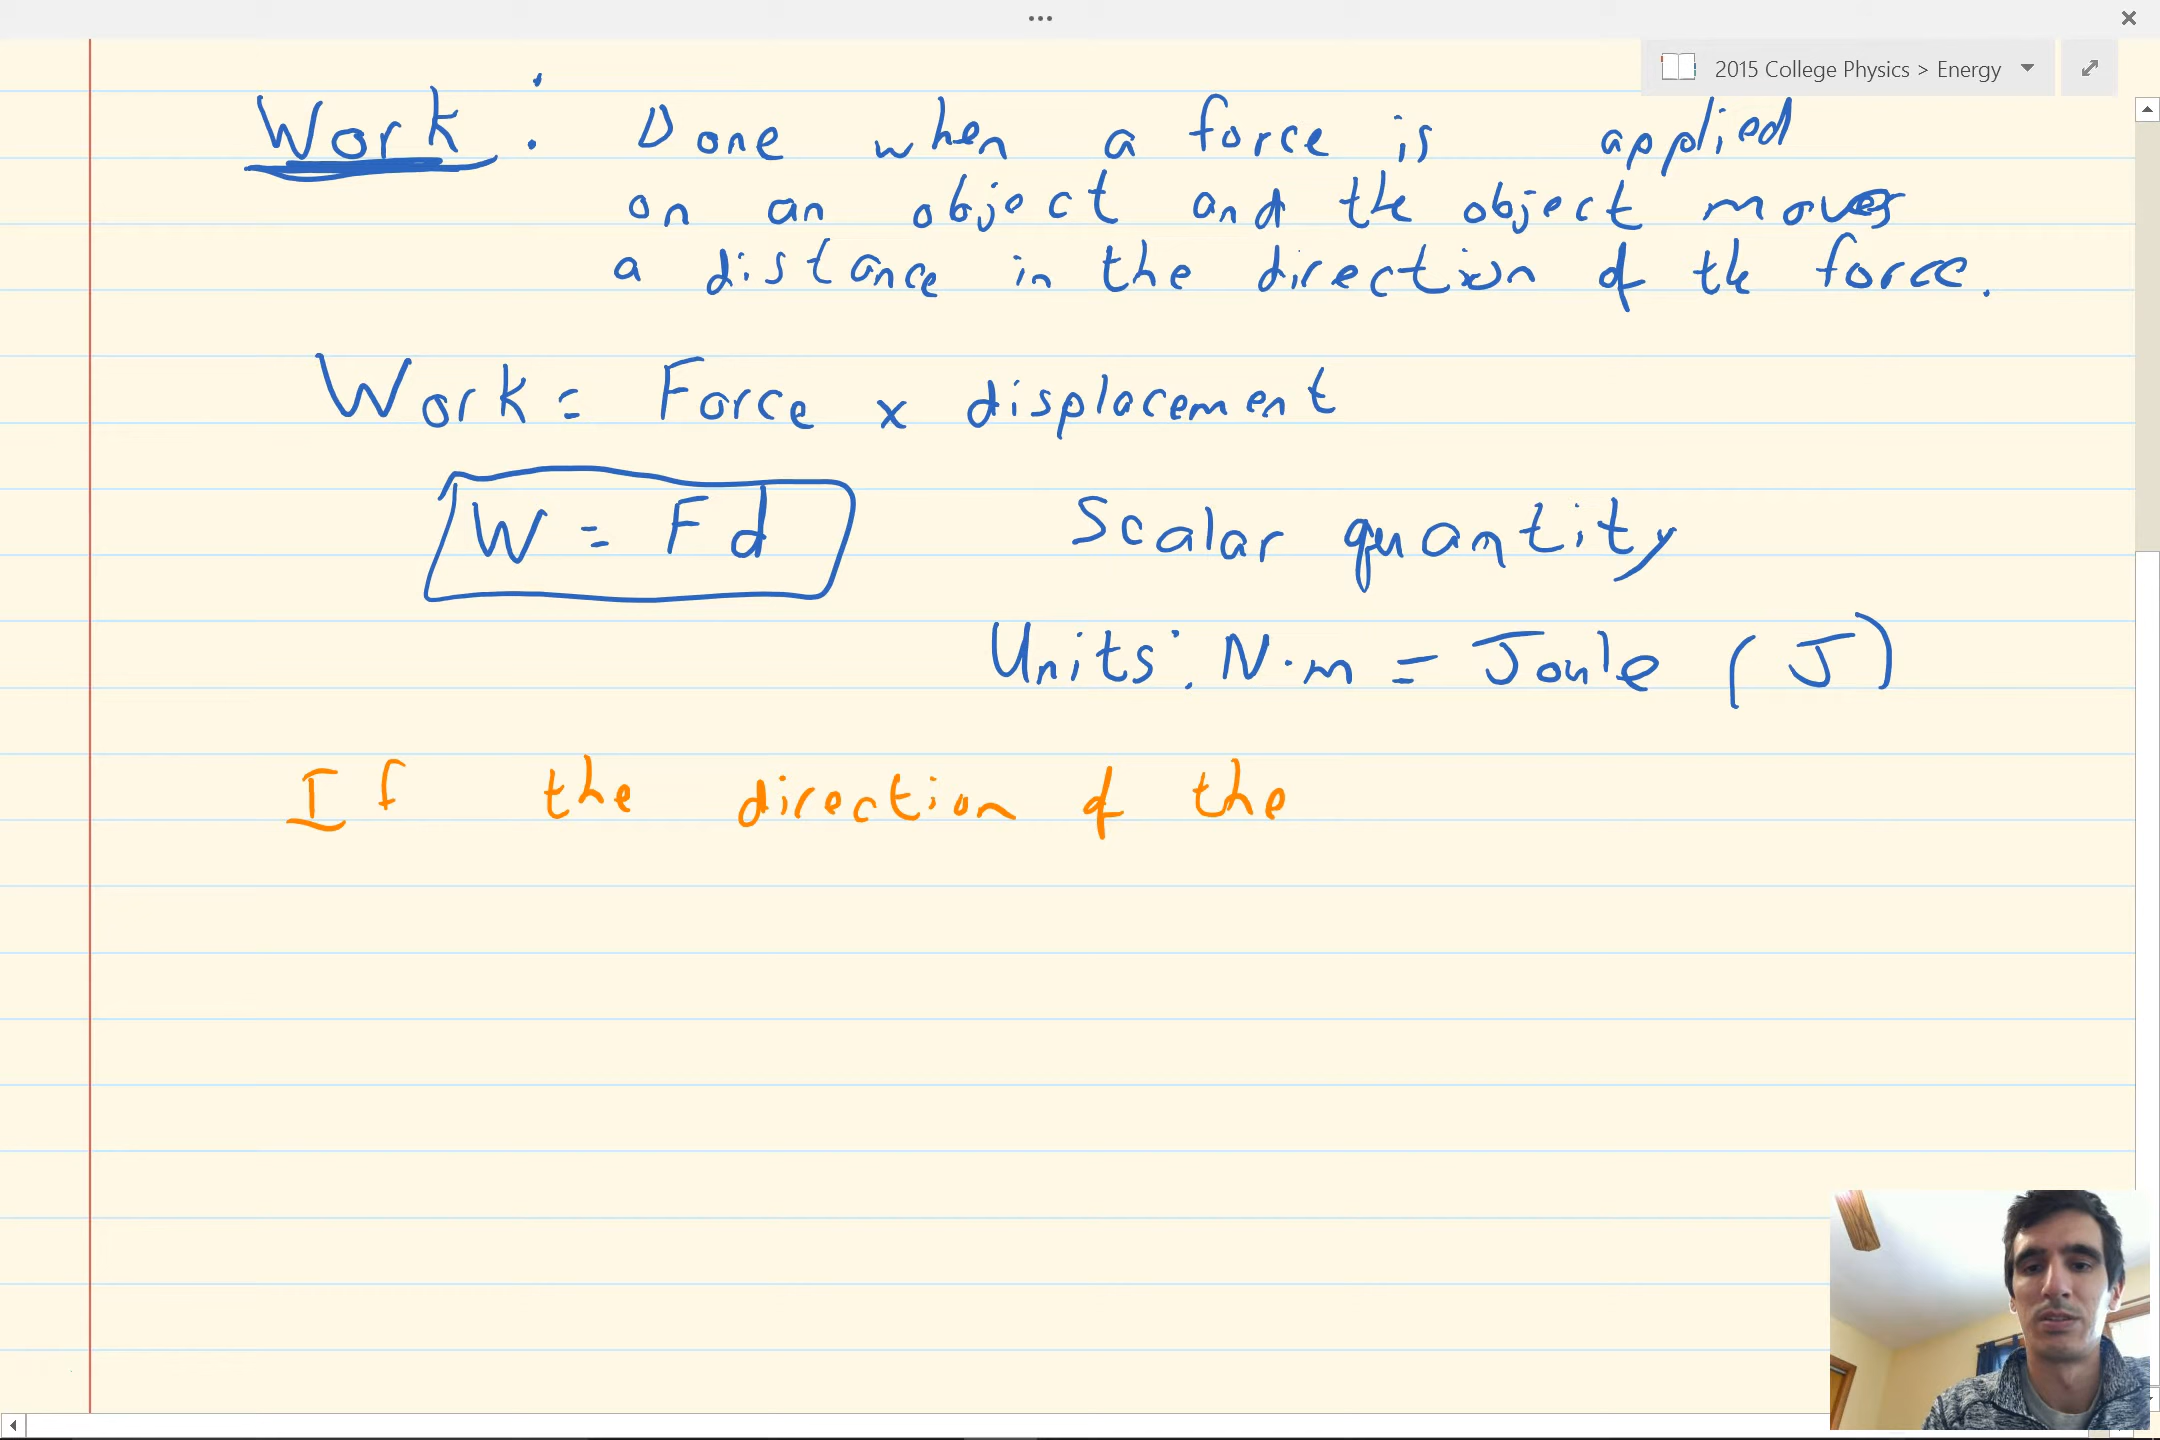 ...
2015 College Physics > Energy
Work: Done when a force is applied
on an object and the object moves
a distance in the direction of the force.
Work = Force x displacement
W = Fd
Scalar quantity
Units: N·m = Joule (J)
If the direction of the